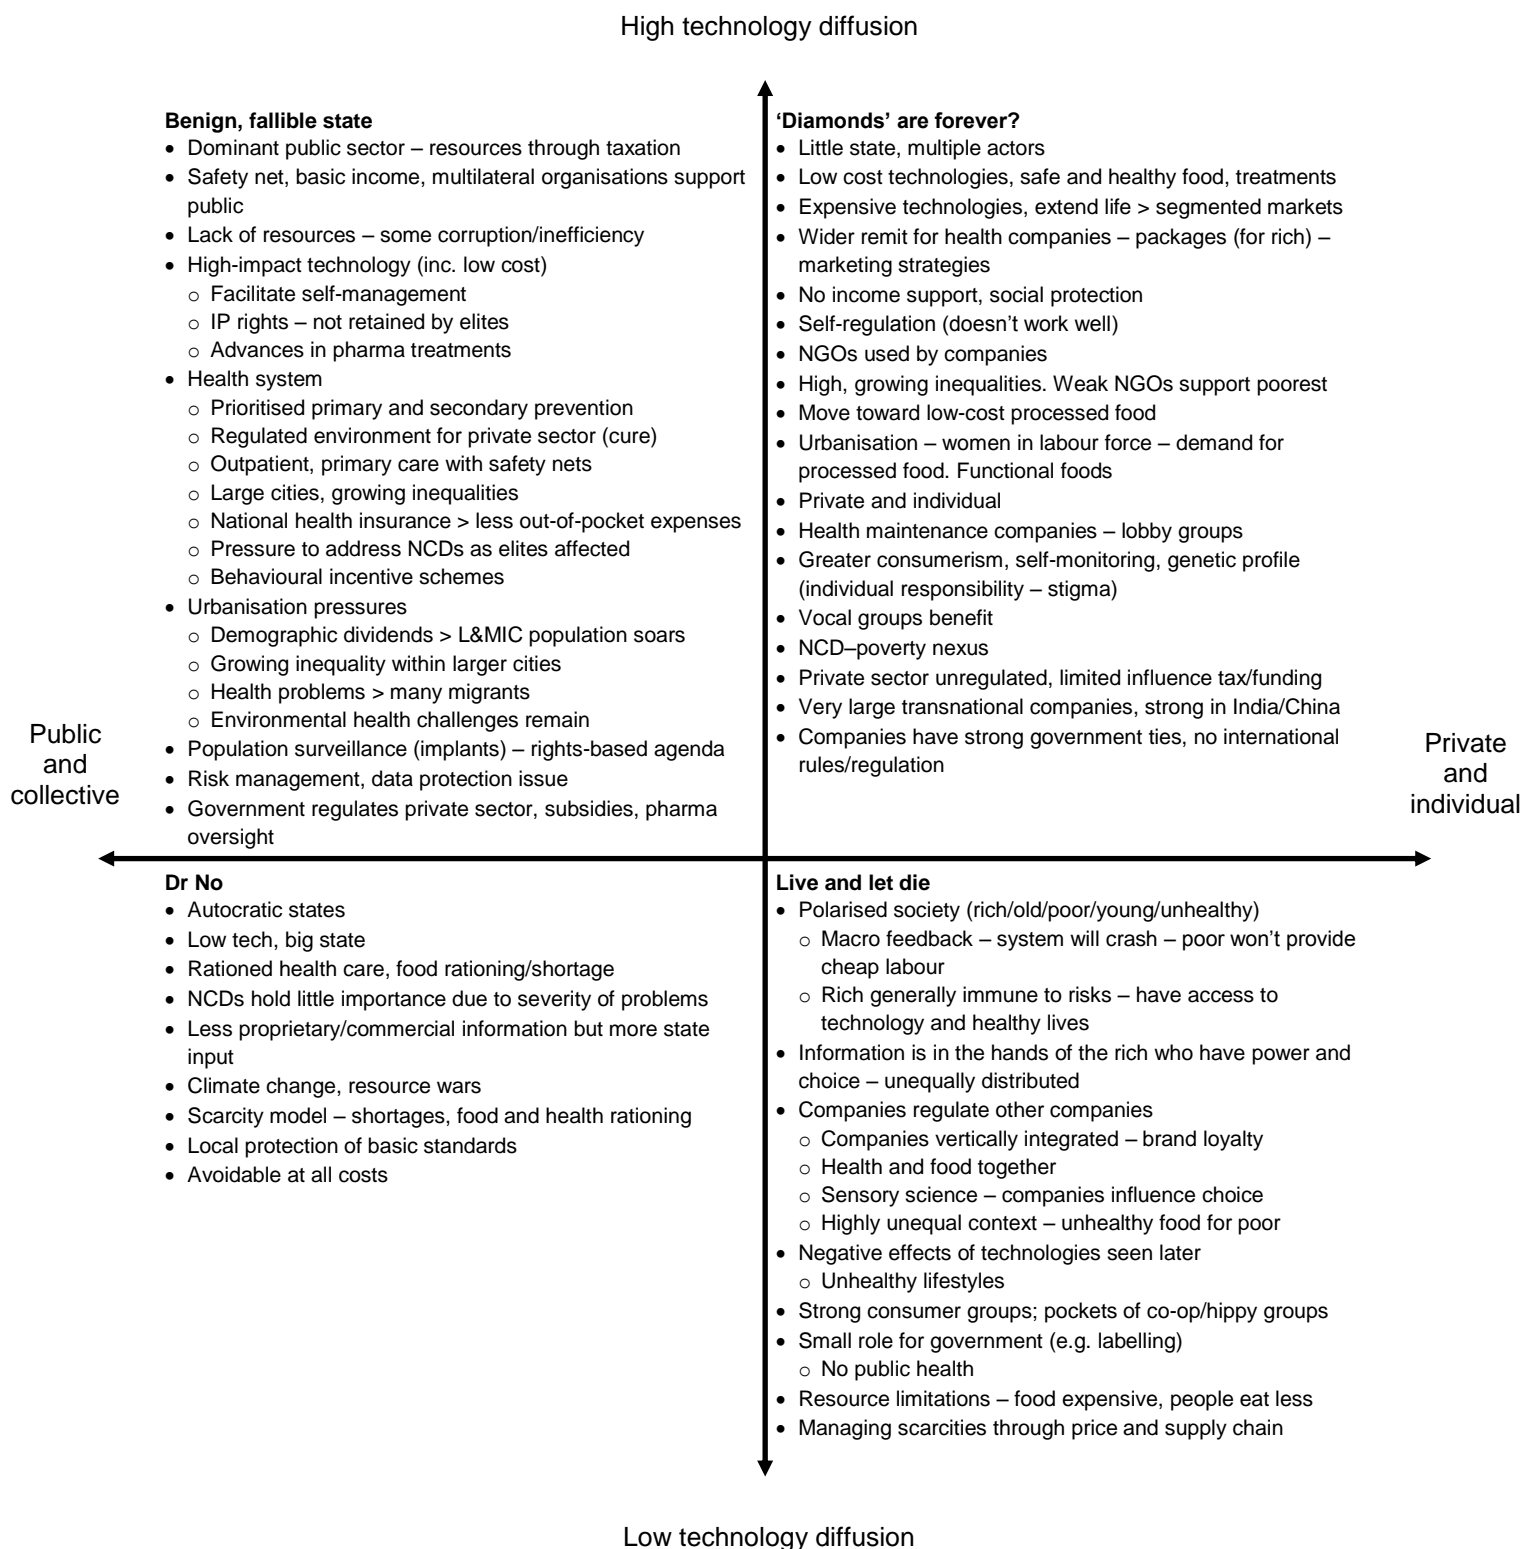 High technology diffusion
Benign, fallible state
• Dominant public sector – resources through taxation
• Safety net, basic income, multilateral organisations support
public
• Lack of resources – some corruption/inefficiency
• High-impact technology (inc. low cost)
o Facilitate self-management
o IP rights – not retained by elites
o Advances in pharma treatments
• Health system
o Prioritised primary and secondary prevention
o Regulated environment for private sector (cure)
o Outpatient, primary care with safety nets
o Large cities, growing inequalities
o National health insurance > less out-of-pocket expenses
o Pressure to address NCDs as elites affected
o Behavioural incentive schemes
• Urbanisation pressures
o Demographic dividends > L&MIC population soars
o Growing inequality within larger cities
o Health problems > many migrants
o Environmental health challenges remain
• Population surveillance (implants) – rights-based agenda
• Risk management, data protection issue
• Government regulates private sector, subsidies, pharma
oversight
‘Diamonds’ are forever?
• Little state, multiple actors
• Low cost technologies, safe and healthy food, treatments
• Expensive technologies, extend life > segmented markets
• Wider remit for health companies – packages (for rich) –
marketing strategies
• No income support, social protection
• Self-regulation (doesn’t work well)
• NGOs used by companies
• High, growing inequalities. Weak NGOs support poorest
• Move toward low-cost processed food
• Urbanisation – women in labour force – demand for
processed food. Functional foods
• Private and individual
• Health maintenance companies – lobby groups
• Greater consumerism, self-monitoring, genetic profile
(individual responsibility – stigma)
• Vocal groups benefit
• NCD–poverty nexus
• Private sector unregulated, limited influence tax/funding
• Very large transnational companies, strong in India/China
• Companies have strong government ties, no international
rules/regulation
Public
and
collective
Private
and
individual
Dr No
• Autocratic states
• Low tech, big state
• Rationed health care, food rationing/shortage
• NCDs hold little importance due to severity of problems
• Less proprietary/commercial information but more state
input
• Climate change, resource wars
• Scarcity model – shortages, food and health rationing
• Local protection of basic standards
• Avoidable at all costs
Live and let die
• Polarised society (rich/old/poor/young/unhealthy)
o Macro feedback – system will crash – poor won’t provide
cheap labour
o Rich generally immune to risks – have access to
technology and healthy lives
• Information is in the hands of the rich who have power and
choice – unequally distributed
• Companies regulate other companies
o Companies vertically integrated – brand loyalty
o Health and food together
o Sensory science – companies influence choice
o Highly unequal context – unhealthy food for poor
• Negative effects of technologies seen later
o Unhealthy lifestyles
• Strong consumer groups; pockets of co-op/hippy groups
• Small role for government (e.g. labelling)
o No public health
• Resource limitations – food expensive, people eat less
• Managing scarcities through price and supply chain
Low technology diffusion